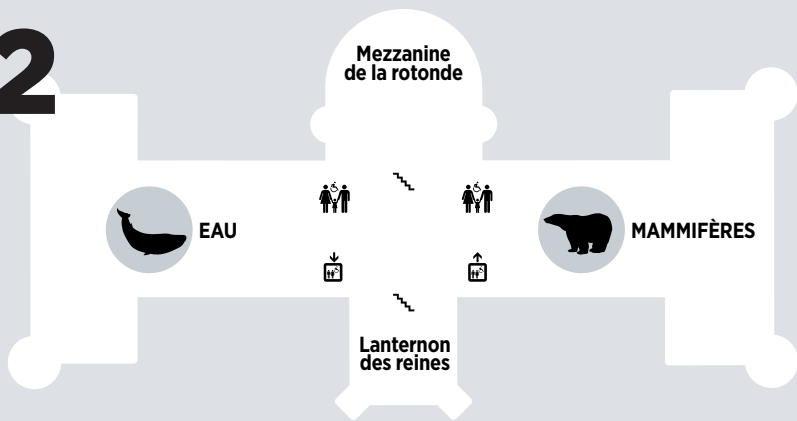 2
Mezzanine
de la rotonde
EAU
MAMMIFÈRES
Lanternon
des reines